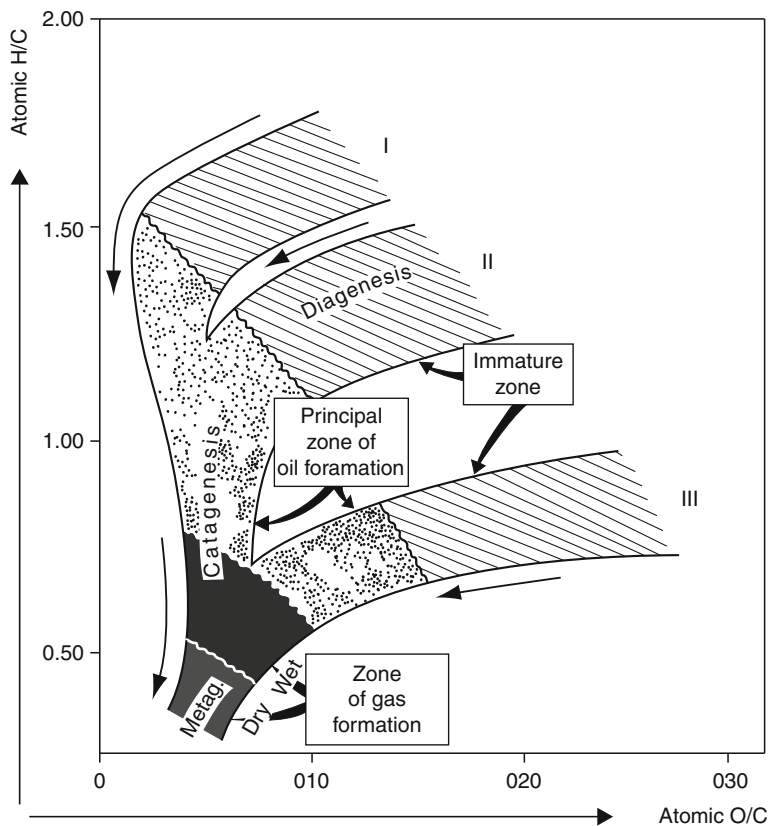 Atomic H/C
2.00
1.50
1.00
0.50
I
II
Diagenesis
Immature
zone
Principal
zone of
oil foramation
Catagenesis
III
Zone
of gas
formation
Wet
Dry
Metag.
0
010
020
030
Atomic O/C